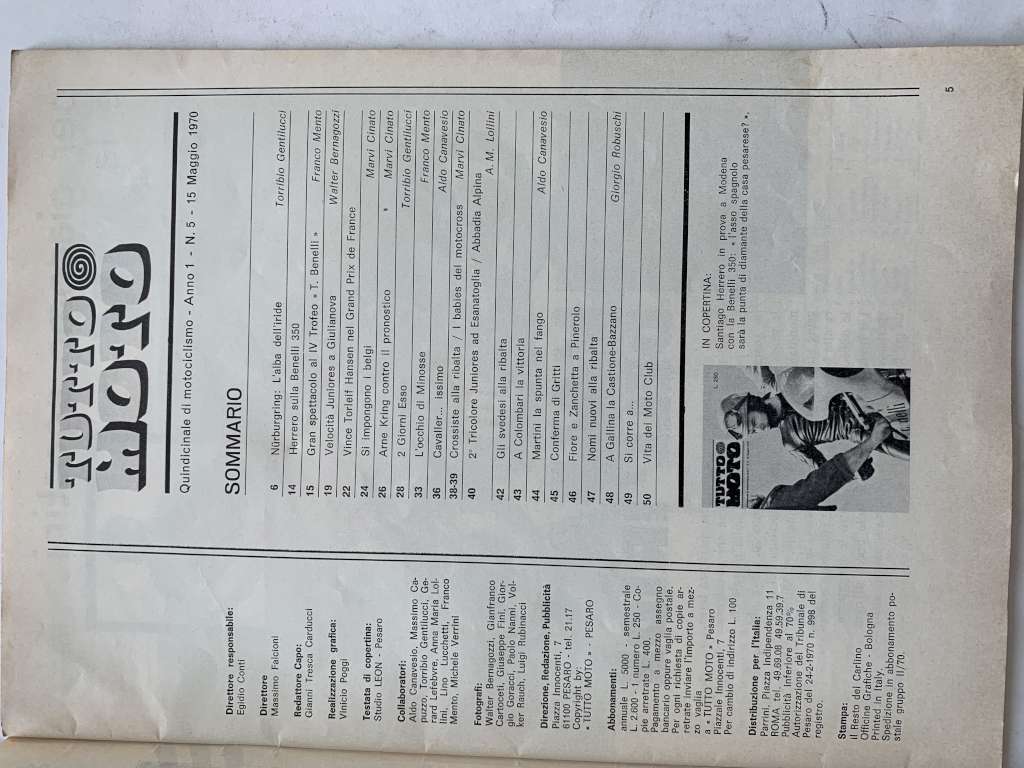 TUTTO
MOTO
Quindicinale di motociclismo - Anno 1 - N. 5 - 15 Maggio 1970
SOMMARIO
6 Nürburgring: L'alba dell'iride Torribio Gentilucci
14 Herrero sulla Benelli 350
15 Gran spettacolo al IV Trofeo « T. Benelli » Franco Mento
19 Velocità Juniores a Giulianova Walter Bernagozzi
22 Vince Torleif Hansen nel Grand Prix de France
24 Si impongono i belgi Marvi Cinato
26 Arne Kring contro il pronostico Marvi Cinato
28 2 Giorni Esso Torribio Gentilucci
33 L'occhio di Minosse Franco Mento
36 Cavaller... issimo Aldo Canavesio
38-39 Crossiste alla ribalta / I babies del motocross Marvi Cinato
40 2° Tricolore Juniores ad Esanatoglia / Abbadia Alpina
A. M. Lollini
42 Gli svedesi alla ribalta
43 A Colombari la vittoria
44 Martini la spunta nel fango Aldo Canavesio
45 Conferma di Gritti
46 Fiore e Zanchetta a Pinerolo
47 Nomi nuovi alla ribalta
48 A Gallina la Castione-Bazzano Giorgio Robuschi
49 Si corre a...
50 Vita dei Moto Club
L. 250
TUTTO
MOTO
IN COPERTINA:
Santiago Herrero in prova a Modena
con la Benelli 350: « l'asso spagnolo
sarà la punta di diamante della casa pesarese? ».
5
Direttore responsabile:
Egidio Conti
Direttore
Massimo Falcioni
Redattore Capo:
Gianni Tresca Carducci
Realizzazione grafica:
Vinicio Poggi
Testata di copertina:
Studio LEON - Pesaro
Collaboratori:
Aldo Canavesio, Massimo Ca-
puzzo, Torribio Gentilucci, Ge-
rard Lefebvre, Anna Maria Lol-
lini, Lino Lucchetti, Franco
Mento, Michele Verrini
Fotografi:
Walter Bernagozzi, Gianfranco
Cartoceti, Giuseppe Fini, Gior-
gio Goracci, Paolo Nanni, Vol-
ker Rauch, Luigi Rubinacci
Direzione, Redazione, Pubblicità
Piazza Innocenti, 7
61100 PESARO - tel. 21.17
Copyright by:
« TUTTO MOTO » - PESARO
Abbonamenti:
annuale L. 5000 - semestrale
L. 2.600 - 1 numero L. 250 - Co-
pie arretrate L. 400.
Pagamento a mezzo assegno
bancario oppure vaglia postale.
Per ogni richiesta di copie ar-
retrate inviare l'importo a mez-
zo vaglia
a « TUTTO MOTO » Pesaro
Piazzale Innocenti 7
Per cambio di indirizzo L. 100
Distribuzione per l'Italia:
Parrini, Piazza Indipendenza 11
ROMA tel. 49.89.08 49.59.39.7
Pubblicità Inferiore al 70%
Autorizzazione del Tribunale di
Pesaro del 24-2-1970 n. 998 del
registro.
Stampa:
Il Resto del Carlino
Officine Grafiche - Bologna
Printed in Italy,
Spedizione in abbonamento po-
stale gruppo II/70.